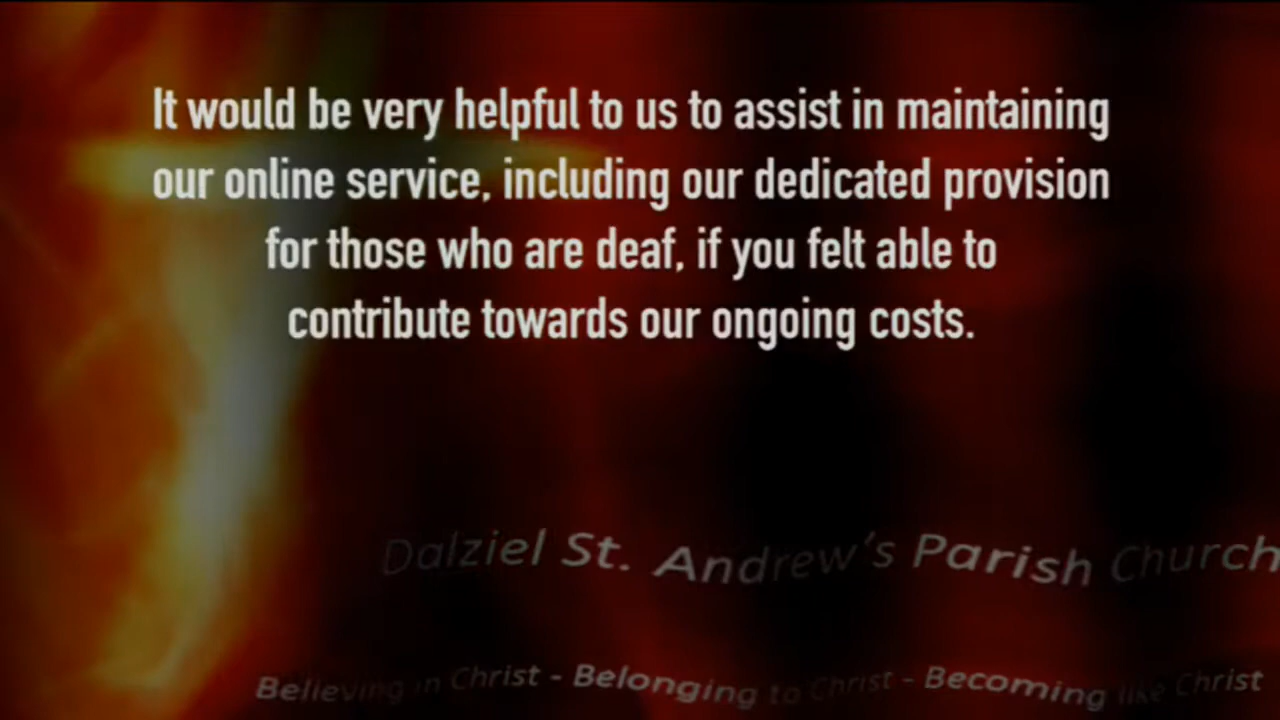 It would be very helpful to us to assist in maintaining
our online service, including our dedicated provision
for those who are deaf, if you felt able to
contribute towards our ongoing costs.
Dalziel St. Andrew's Parish Church
Believing in Christ - Belonging to Christ - Becoming like Christ